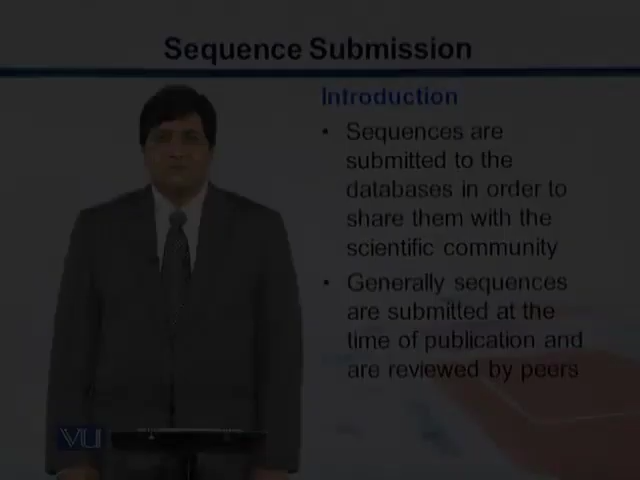 Sequence Submission
Introduction
• Sequences are
submitted to the
databases in order to
share them with the
scientific community
• Generally sequences
are submitted at the
time of publication and
are reviewed by peers
VU